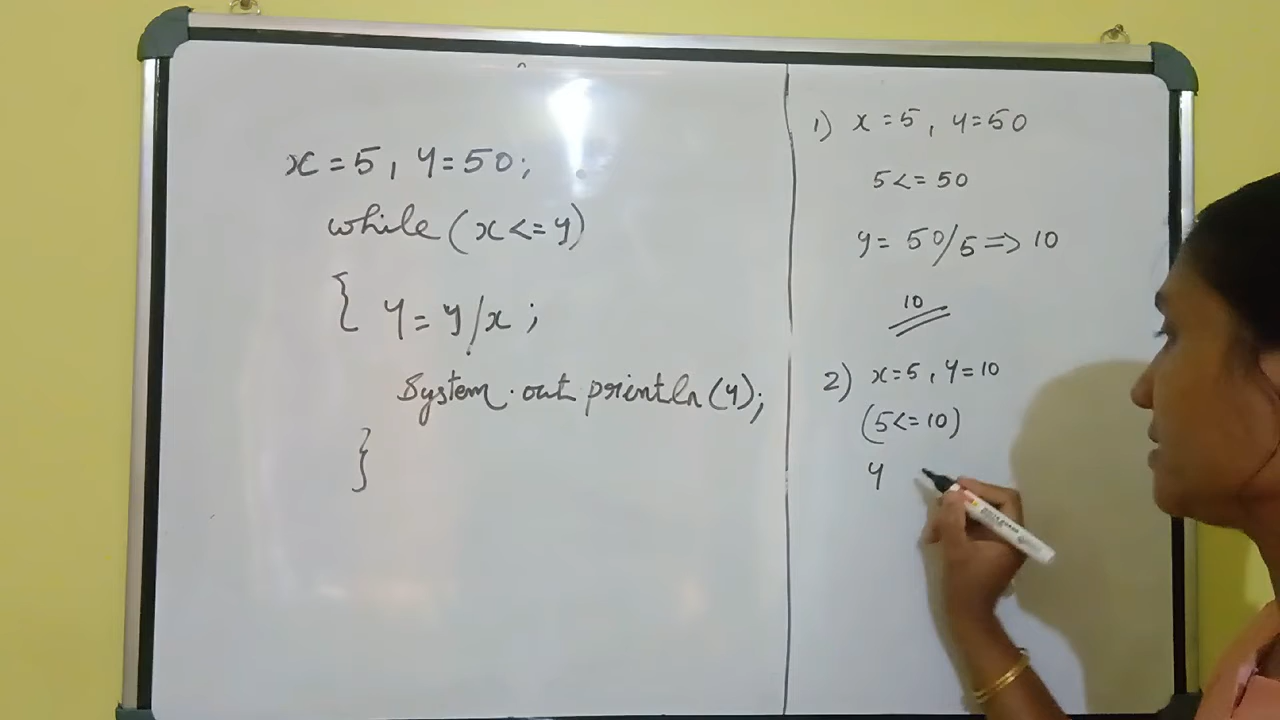 x=5, y=50;
while(x<=y)
{ y=y/x;
System.out println(y);
}
1) x=5, y=50
5<=50
y= 50/5=>10
10
2) x=5, y=10
(5<=10)
y